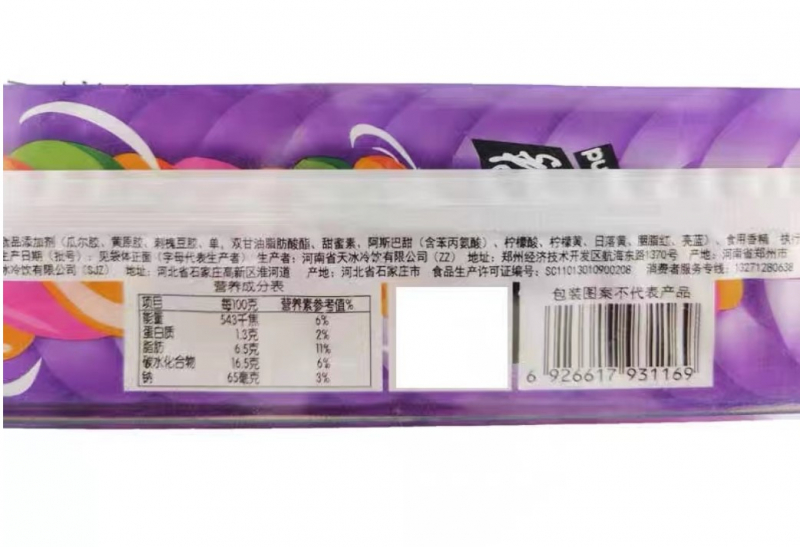 食品添加剂（瓜尔胶、黄原胶、刺槐豆胶、单，双甘油脂肪酸酯、甜蜜素、阿斯巴甜（含苯丙氨酸）、柠檬酸、柠檬黄、日落黄、胭脂红、亮蓝）、食用香精 执行
生产日期（批号）：见袋体正面（字母代表生产者） 生产者：河南省天冰冷饮有限公司（ZZ） 地址：郑州经济技术开发区航海东路1370号 产地：河南省郑州市
冰冷饮有限公司（SJZ） 地址：河北省石家庄高新区淮河道 产地：河北省石家庄市 食品生产许可证编号：SC11013010900208 消费者服务专线：13271280638
营养成分表
项目 每100克 营养素参考值%
能量 543千焦 6%
蛋白质 1.3克 2%
脂肪 6.5克 11%
碳水化合物 16.5克 6%
钠 65毫克 3%
包装图案不代表产品
6 926617 931169